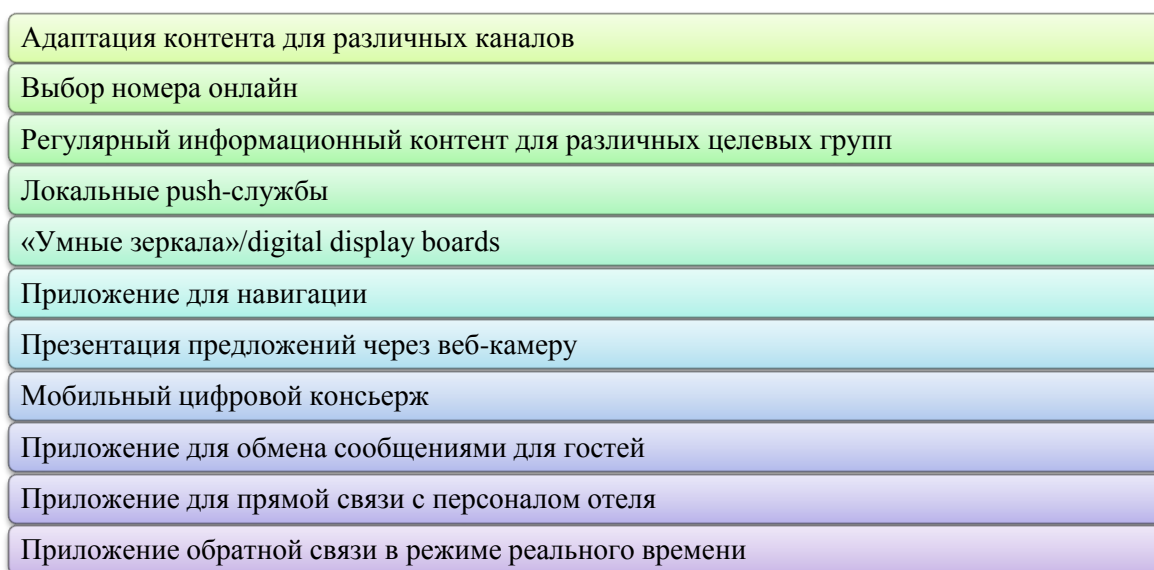 Адаптация контента для различных каналов
Выбор номера онлайн
Регулярный информационный контент для различных целевых групп
Локальные push-службы
«Умные зеркала»/digital display boards
Приложение для навигации
Презентация предложений через веб-камеру
Мобильный цифровой консьерж
Приложение для обмена сообщениями для гостей
Приложение для прямой связи с персоналом отеля
Приложение обратной связи в режиме реального времени